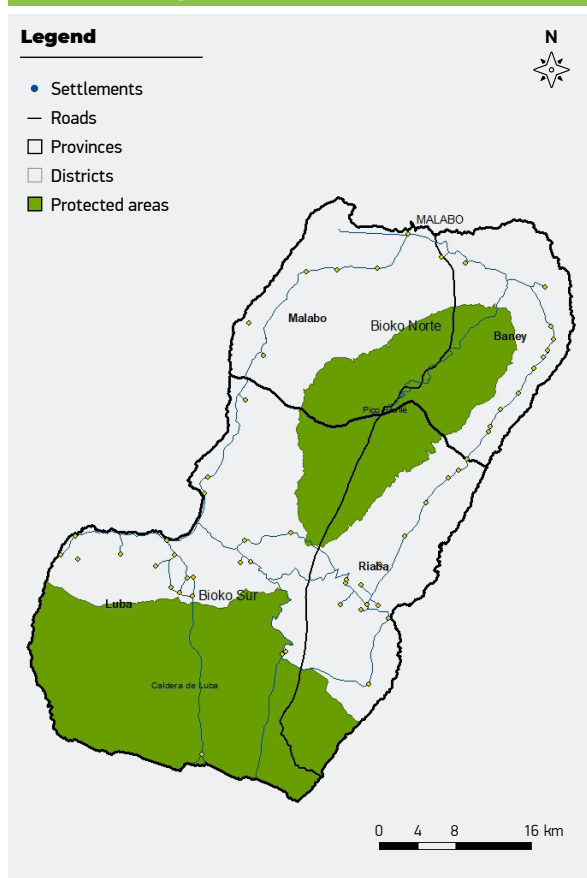 Legend
N
Settlements
Roads
Provinces
Districts
Protected areas
MALABO
Malabo
Bioko Norte
Baney
Riaba
Luba
Bioko Sur
Caldera de Luba
0 4 8 16 km